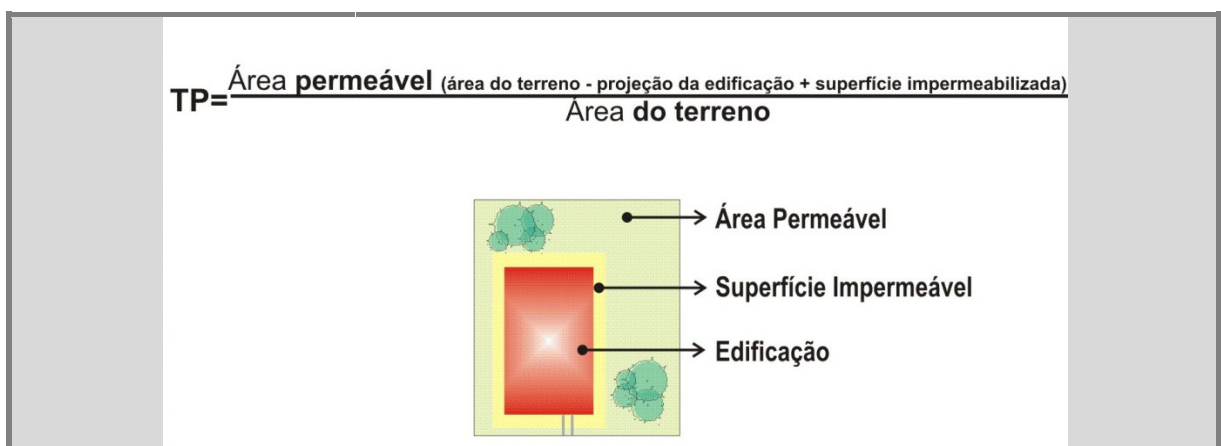 TP= Área permeável (área do terreno - projeção da edificação + superfície impermeabilizada)
Área do terreno
Área Permeável
Superfície Impermeável
Edificação